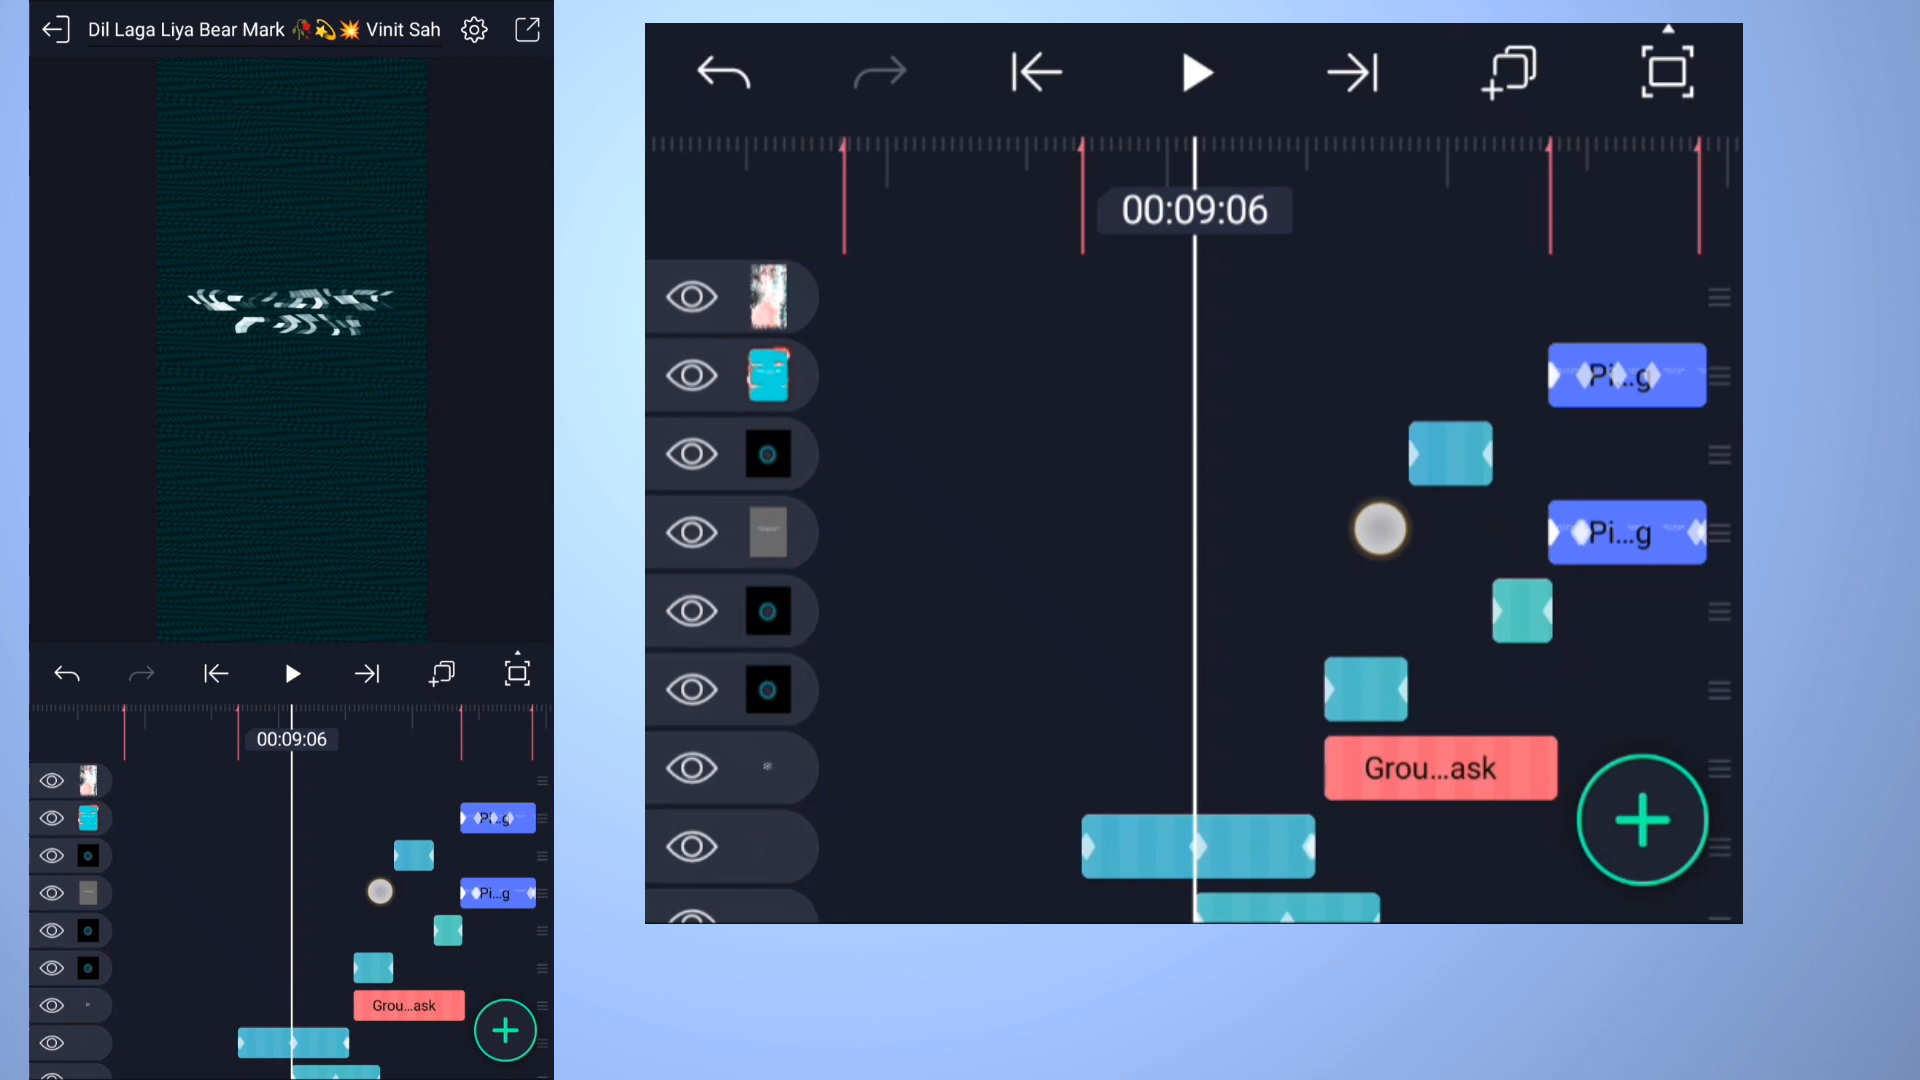 Dil Laga Liya Bear Mark 🥀💫💥 Vinit Sah
00:09:06
Pi...g
Pi...g
Grou...ask
00:09:06
Pi...g
Pi...g
Grou...ask